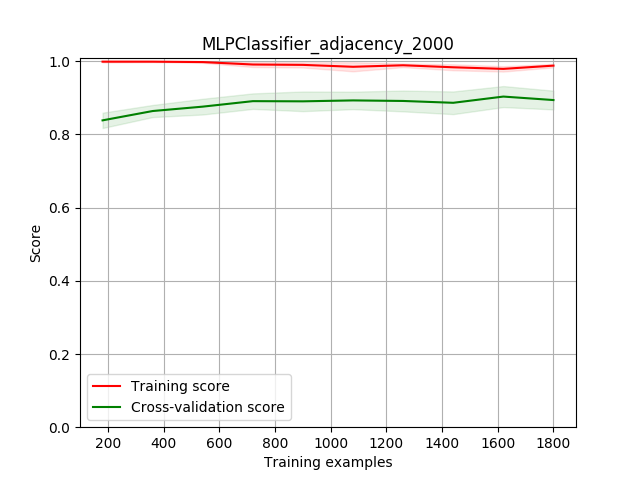 MLPClassifier_adjacency_2000
Score
1.0
0.8
0.6
0.4
0.2
0.0
Training score
Cross-validation score
200 400 600 800 1000 1200 1400 1600 1800
Training examples